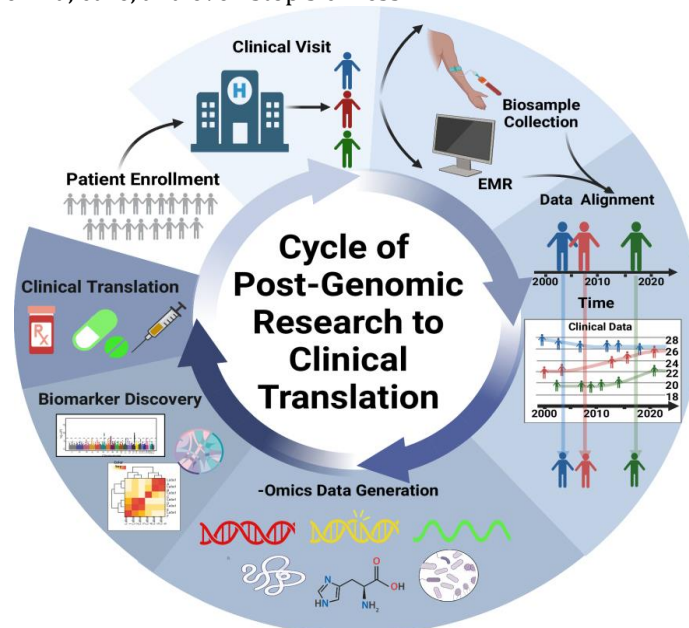 Clinical Visit
H
Biosample
Collection
EMR
Patient Enrollment
Data Alignment
2000 2010 2020
Time
Clinical Data
28
26
24
22
20
18
2000 2010 2020
Cycle of
Post-Genomic
Research to
Clinical
Translation
Clinical Translation
Rx
Biomarker Discovery
-Omics Data Generation
N
HN
O
OH
NH₂